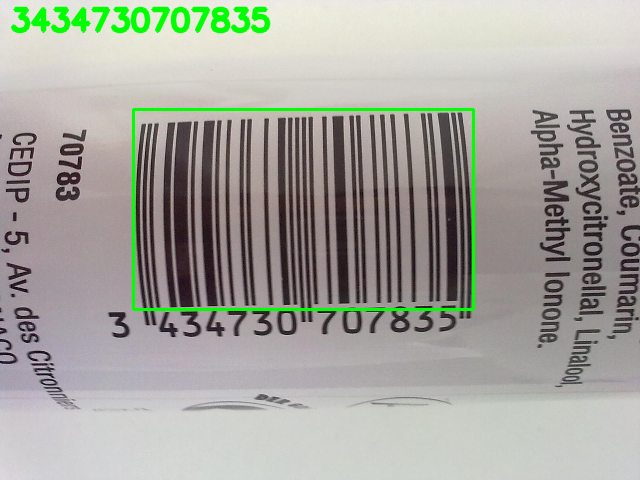 3434730707835
70783
CEDIP - 5, Av. des Citronniers
3 434730 707835
Benzoate, Coumarin,
Hydroxycitronellal, Linalool,
Alpha-Methyl Ionone.